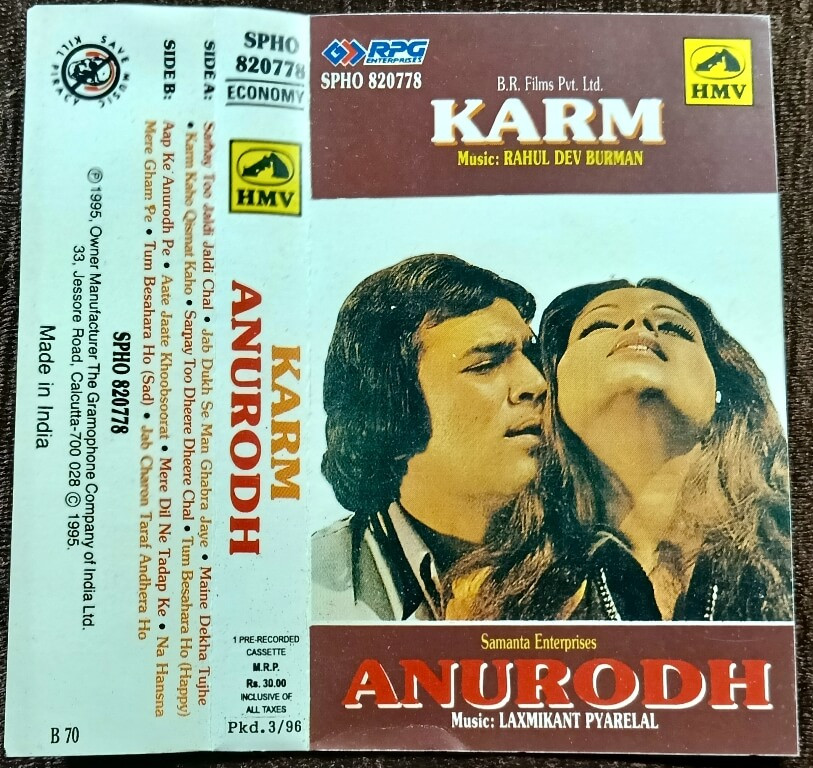 SAVE MUSIC
KILL PIRACY
SIDE A: Samay Too Jaldi Jaldi Chal • Jab Dukh Se Man Ghabra Jaye • Maine Dekha Tujhe
• Karm Kaho Qismat Kaho • Samay Too Dheere Dheere Chal • Tum Besahara Ho (Happy)
SIDE B: Aap Ke Anurodh Pe • Aate Jaate Khoobsoorat • Mere Dil Ne Tadap Ke • Na Hansna
Mere Gham Pe • Tum Besahara Ho (Sad) • Jab Charon Taraf Andhera Ho
SPHO 820778
℗ 1995, Owner Manufacturer The Gramophone Company of India Ltd.
33, Jessore Road, Calcutta-700 028 © 1995.
Made in India
B 70
SPHO
820778
ECONOMY
HMV
KARM
ANURODH
1 PRE-RECORDED
CASSETTE
M.R.P.
Rs. 30.00
INCLUSIVE OF
ALL TAXES
Pkd.3/96
RPG
ENTERPRISES
SPHO 820778
HMV
B.R. Films Pvt. Ltd.
KARM
Music: RAHUL DEV BURMAN
Samanta Enterprises
ANURODH
Music: LAXMIKANT PYARELAL